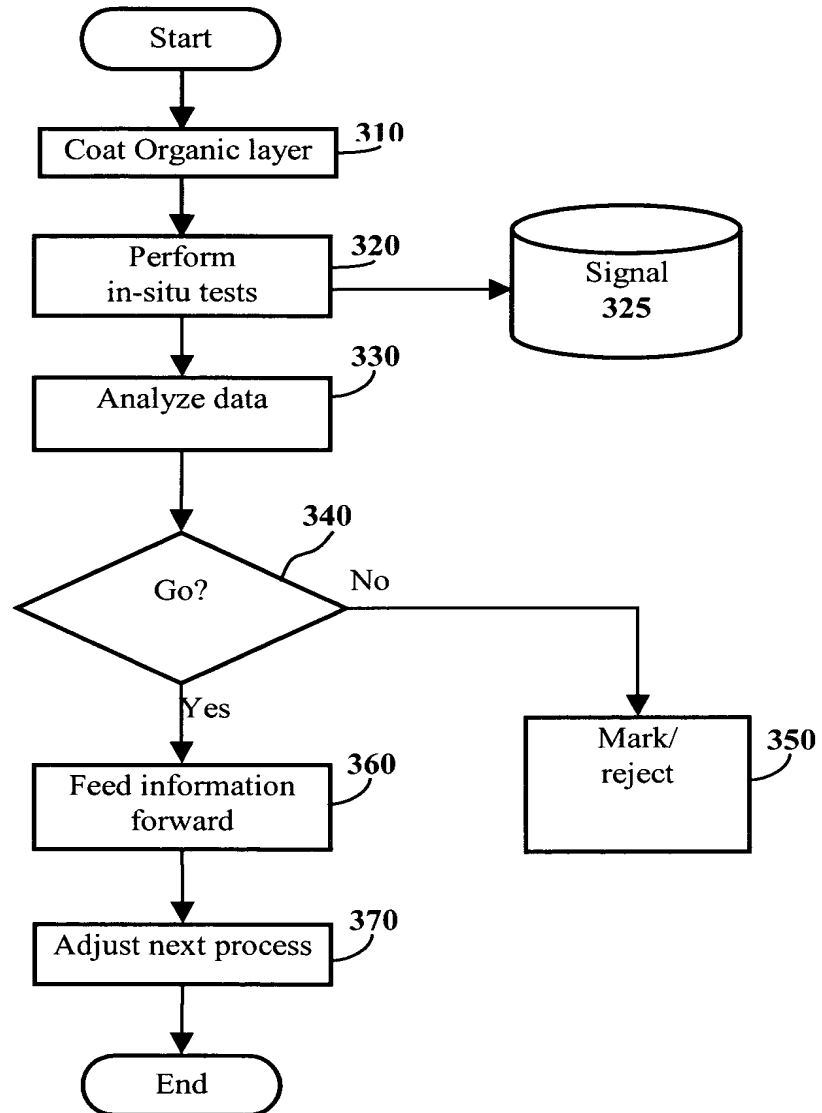 Start
310
Coat Organic layer
320
Perform
in-situ tests
Signal
325
330
Analyze data
340
Go?
No
Yes
Mark/
reject
350
360
Feed information
forward
370
Adjust next process
End